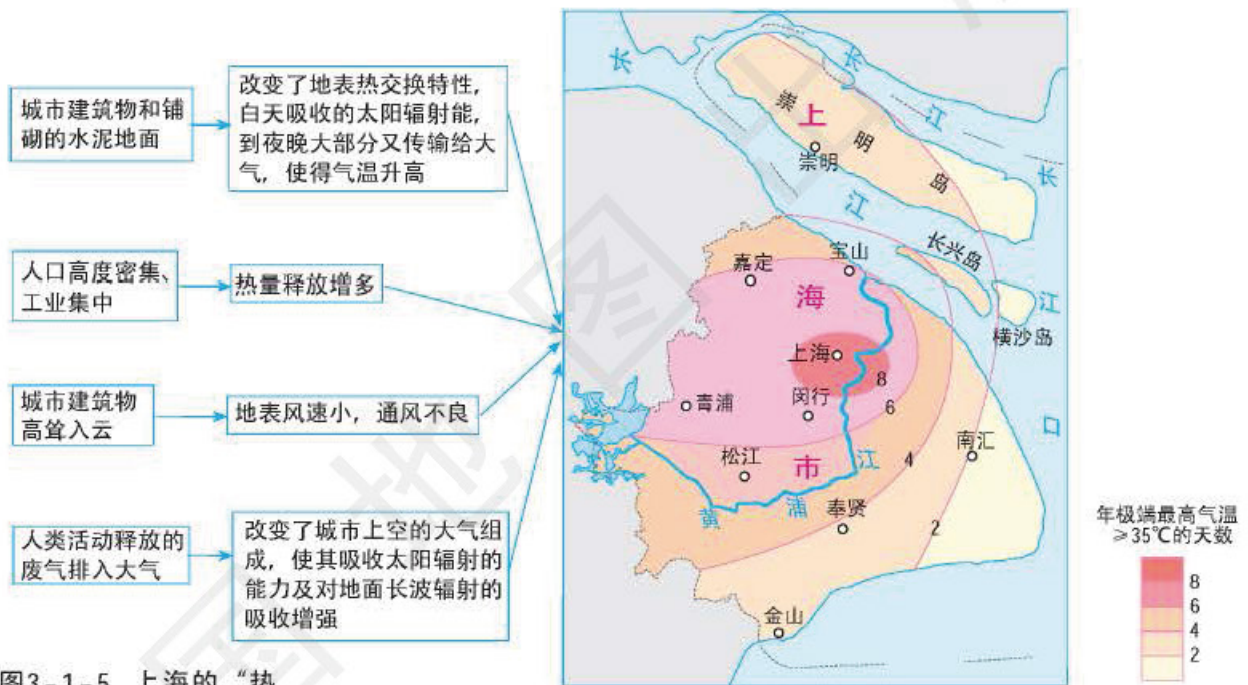 城市建筑物和铺
砌的水泥地面
改变了地表热交换特性,
白天吸收的太阳辐射能,
到夜晚大部分又传输给大
气，使得气温升高
人口高度密集、
工业集中
热量释放增多
城市建筑物
高耸入云
地表风速小，通风不良
人类活动释放的
废气排入大气
改变了城市上空的大气组
成，使其吸收太阳辐射的
能力及对地面长波辐射的
吸收增强
长
江
长
江
口
长
江
上
海
市
崇
明
岛
崇明
长兴岛
横沙岛
宝山
嘉定
上海
青浦
闵行
松江
南汇
奉贤
金山
黄
浦
江
8
6
4
2
年极端最高气温
≥35℃的天数
8
6
4
2
图3-1-5 上海的“热